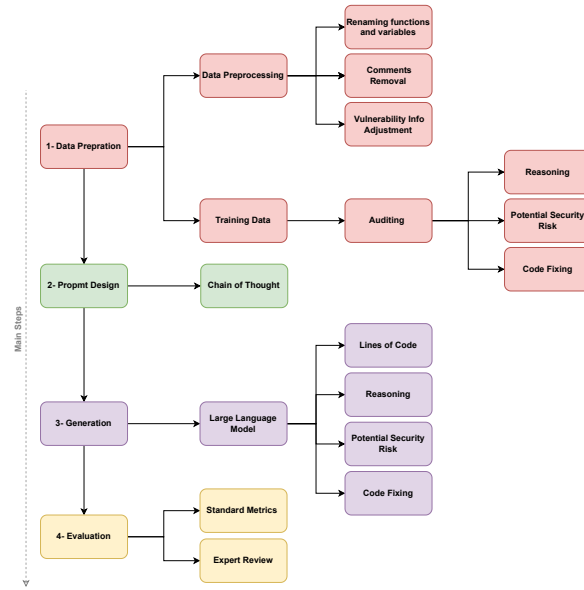 Renaming functions
and variables
Data Preprocessing
Comments
Removal
Vulnerability Info
Adjustment
1- Data Prepration
Reasoning
Training Data
Auditing
Potential Security
Risk
Code Fixing
2- Propmt Design
Chain of Thought
Main Steps
Lines of Code
Reasoning
3- Generation
Large Language
Model
Potential Security
Risk
Code Fixing
Standard Metrics
4- Evaluation
Expert Review